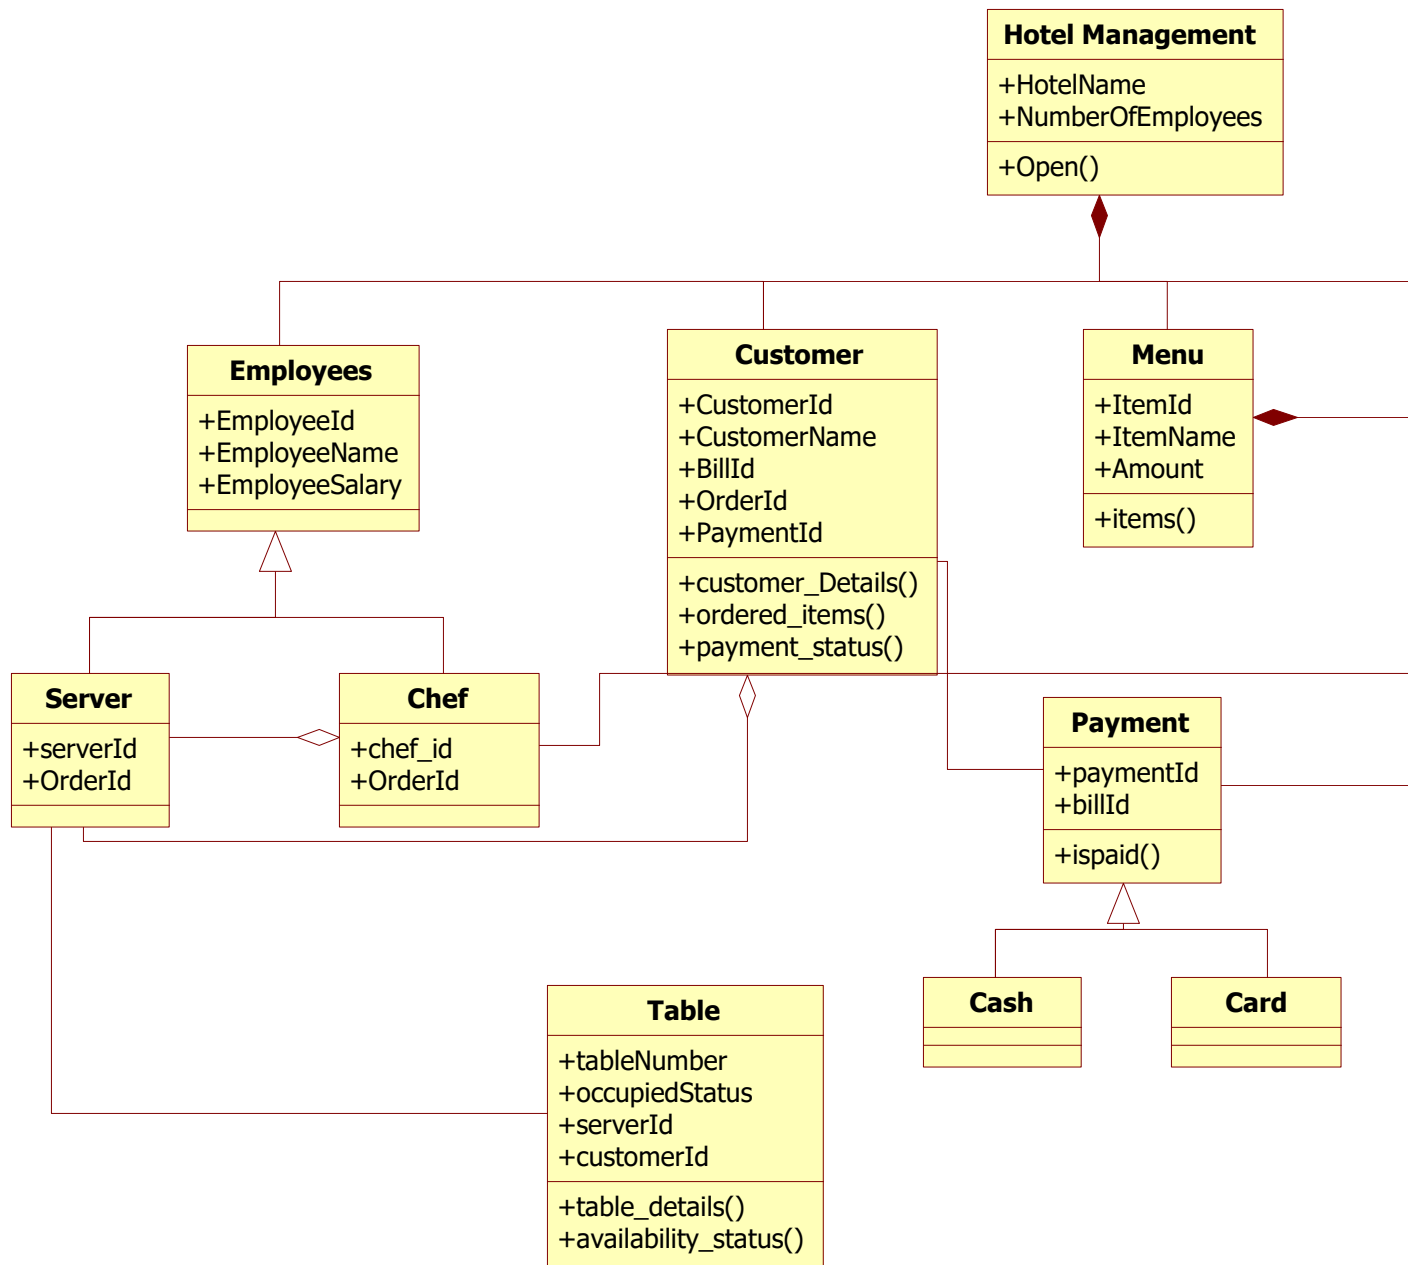 Hotel Management
+HotelName
+NumberOfEmployees
+Open()
Employees
+EmployeeId
+EmployeeName
+EmployeeSalary
Customer
+CustomerId
+CustomerName
+BillId
+OrderId
+PaymentId
+customer_Details()
+ordered_items()
+payment_status()
Menu
+ItemId
+ItemName
+Amount
+items()
Server
+serverId
+OrderId
Chef
+chef_id
+OrderId
Payment
+paymentId
+billId
+ispaid()
Cash
Card
Table
+tableNumber
+occupiedStatus
+serverId
+customerId
+table_details()
+availability_status()